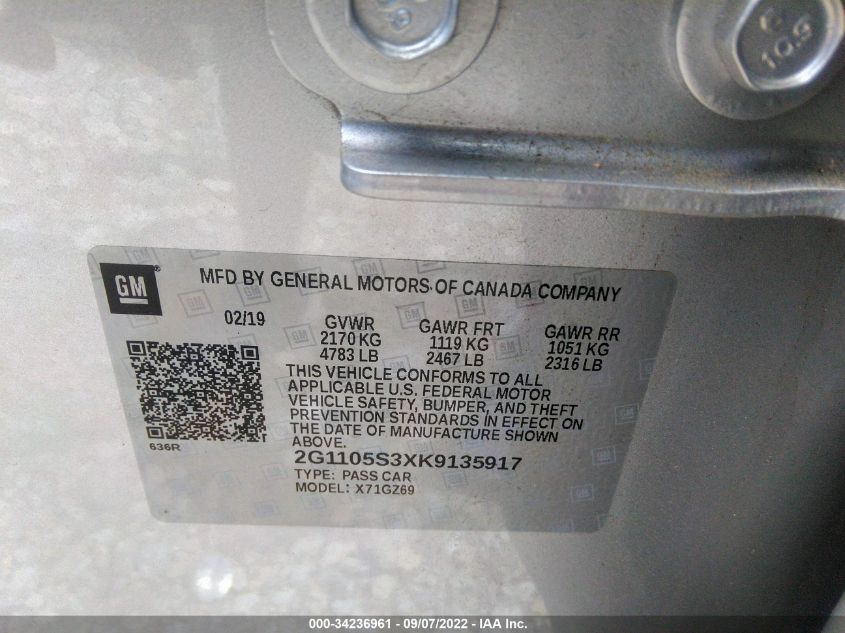 10.9
GM
MFD BY GENERAL MOTORS OF CANADA COMPANY
02/19 GVWR GAWR FRT GAWR RR
2170 KG 1119 KG 1051 KG
4783 LB 2467 LB 2316 LB
THIS VEHICLE CONFORMS TO ALL
APPLICABLE U.S. FEDERAL MOTOR
VEHICLE SAFETY, BUMPER, AND THEFT
PREVENTION STANDARDS IN EFFECT ON
THE DATE OF MANUFACTURE SHOWN
ABOVE.
636R
2G1105S3XK9135917
TYPE: PASS CAR
MODEL: X71GZ69
000-34236961 - 09/07/2022 - IAA Inc.